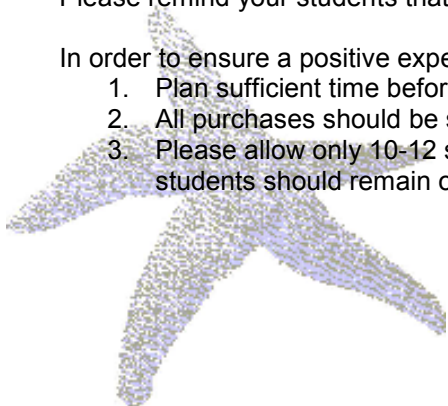 Please remind your students that
In order to ensure a positive expe
1. Plan sufficient time befor
2. All purchases should be s
3. Please allow only 10-12 s
students should remain o